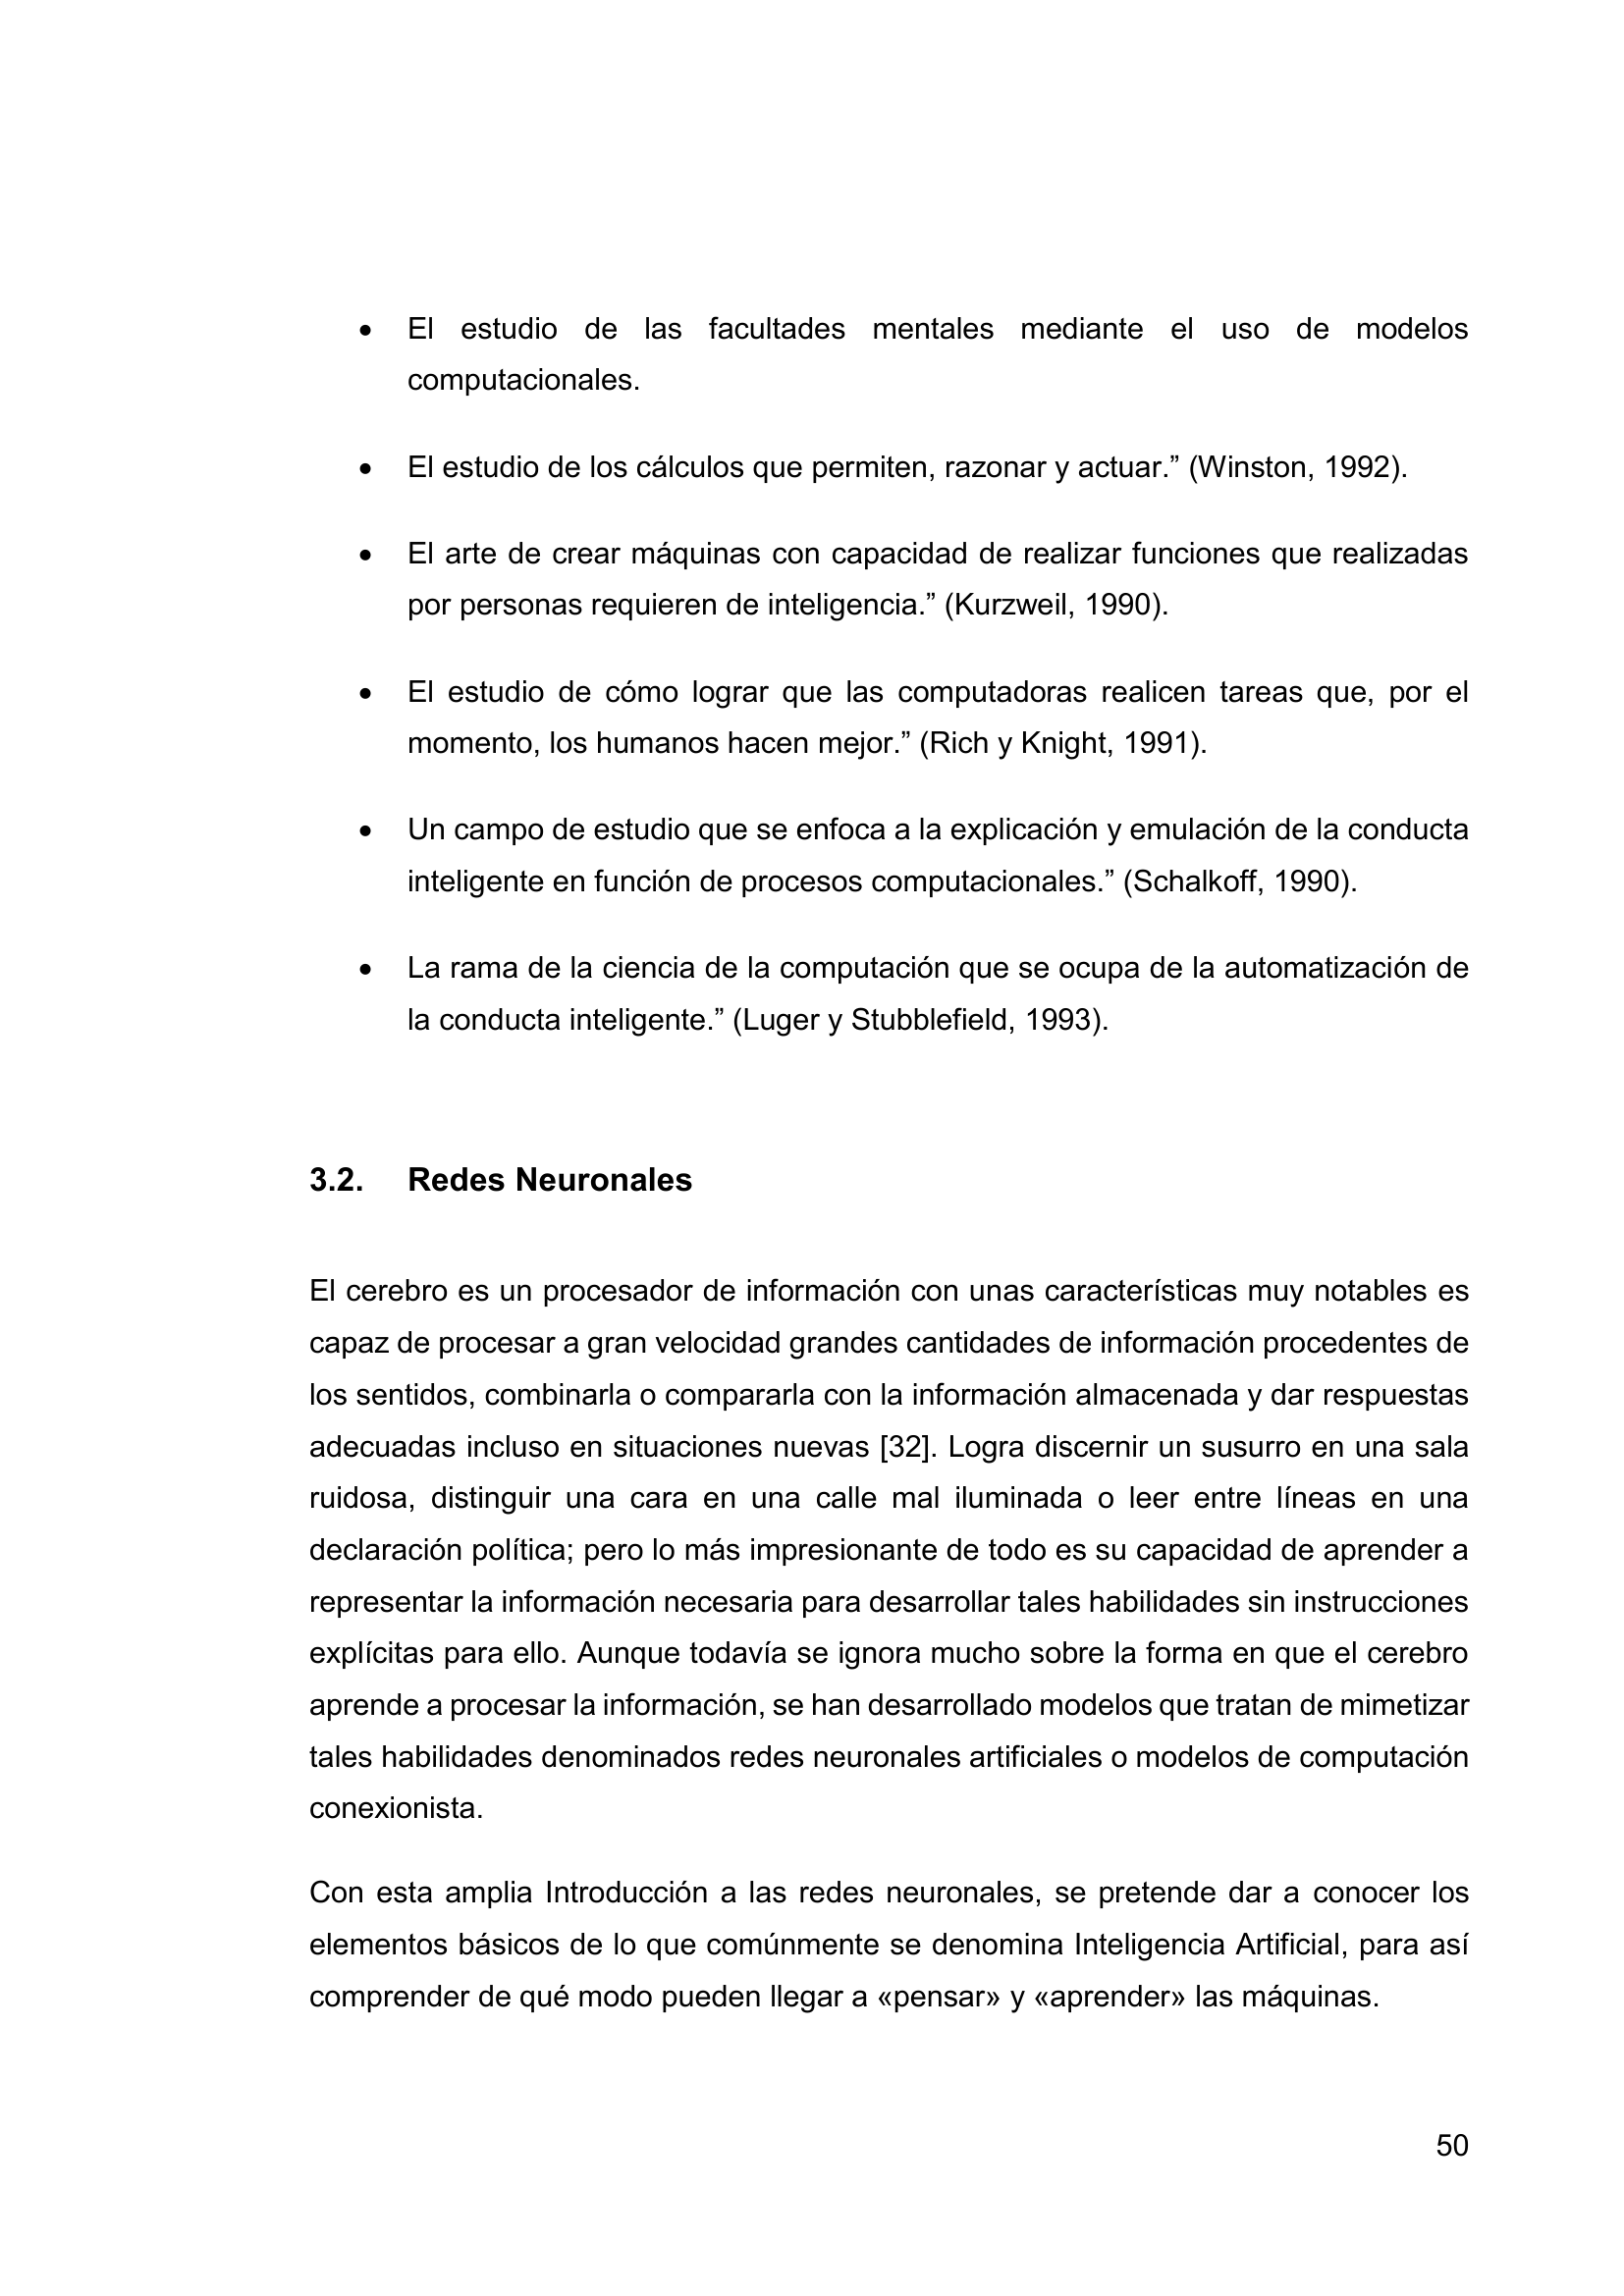 • El estudio de las facultades mentales mediante el uso de modelos
computacionales.
• El estudio de los cálculos que permiten, razonar y actuar.” (Winston, 1992).
• El arte de crear máquinas con capacidad de realizar funciones que realizadas
por personas requieren de inteligencia.” (Kurzweil, 1990).
• El estudio de cómo lograr que las computadoras realicen tareas que, por el
momento, los humanos hacen mejor.” (Rich y Knight, 1991).
• Un campo de estudio que se enfoca a la explicación y emulación de la conducta
inteligente en función de procesos computacionales.” (Schalkoff, 1990).
• La rama de la ciencia de la computación que se ocupa de la automatización de
la conducta inteligente.” (Luger y Stubblefield, 1993).
3.2. Redes Neuronales
El cerebro es un procesador de información con unas características muy notables es
capaz de procesar a gran velocidad grandes cantidades de información procedentes de
los sentidos, combinarla o compararla con la información almacenada y dar respuestas
adecuadas incluso en situaciones nuevas [32]. Logra discernir un susurro en una sala
ruidosa, distinguir una cara en una calle mal iluminada o leer entre líneas en una
declaración política; pero lo más impresionante de todo es su capacidad de aprender a
representar la información necesaria para desarrollar tales habilidades sin instrucciones
explícitas para ello. Aunque todavía se ignora mucho sobre la forma en que el cerebro
aprende a procesar la información, se han desarrollado modelos que tratan de mimetizar
tales habilidades denominados redes neuronales artificiales o modelos de computación
conexionista.
Con esta amplia Introducción a las redes neuronales, se pretende dar a conocer los
elementos básicos de lo que comúnmente se denomina Inteligencia Artificial, para así
comprender de qué modo pueden llegar a «pensar» y «aprender» las máquinas.
50